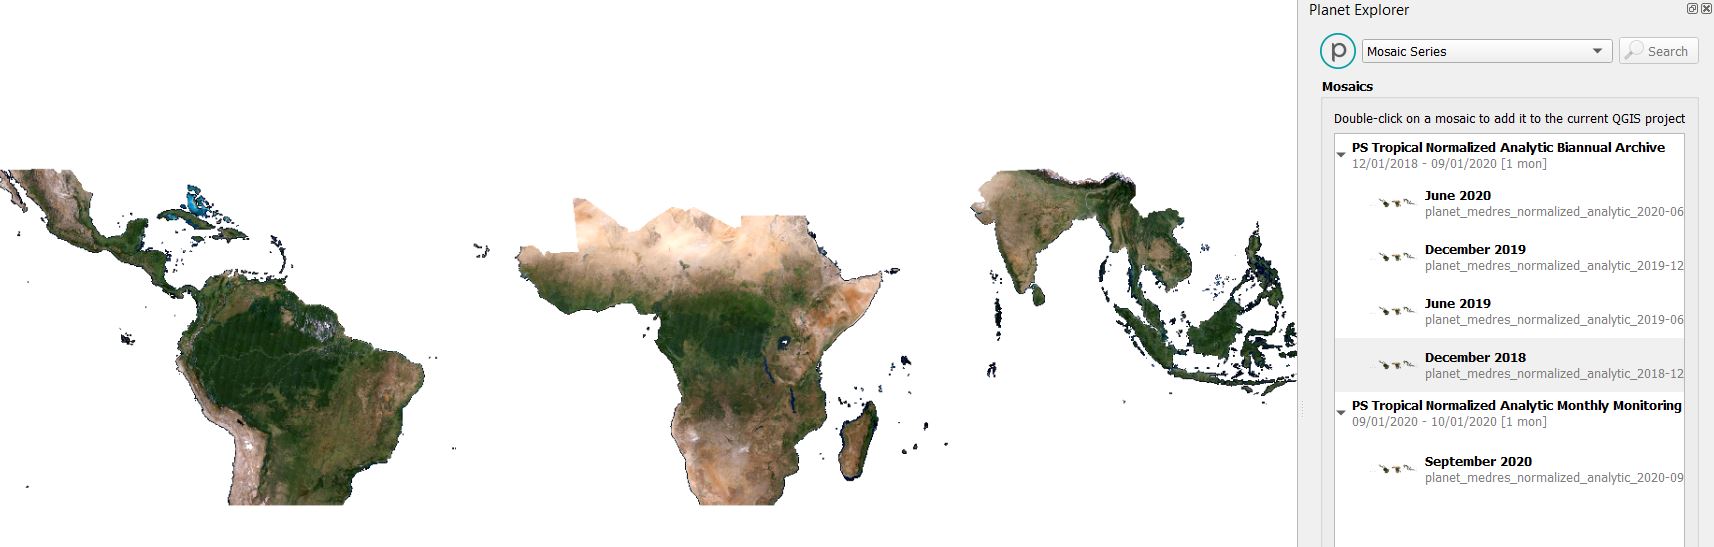 Planet Explorer
p
Mosaic Series
Search
Mosaics
Double-click on a mosaic to add it to the current QGIS project
PS Tropical Normalized Analytic Biannual Archive
12/01/2018 - 09/01/2020 [1 mon]
June 2020
planet_medres_normalized_analytic_2020-06
December 2019
planet_medres_normalized_analytic_2019-12
June 2019
planet_medres_normalized_analytic_2019-06
December 2018
planet_medres_normalized_analytic_2018-12
PS Tropical Normalized Analytic Monthly Monitoring
09/01/2020 - 10/01/2020 [1 mon]
September 2020
planet_medres_normalized_analytic_2020-09